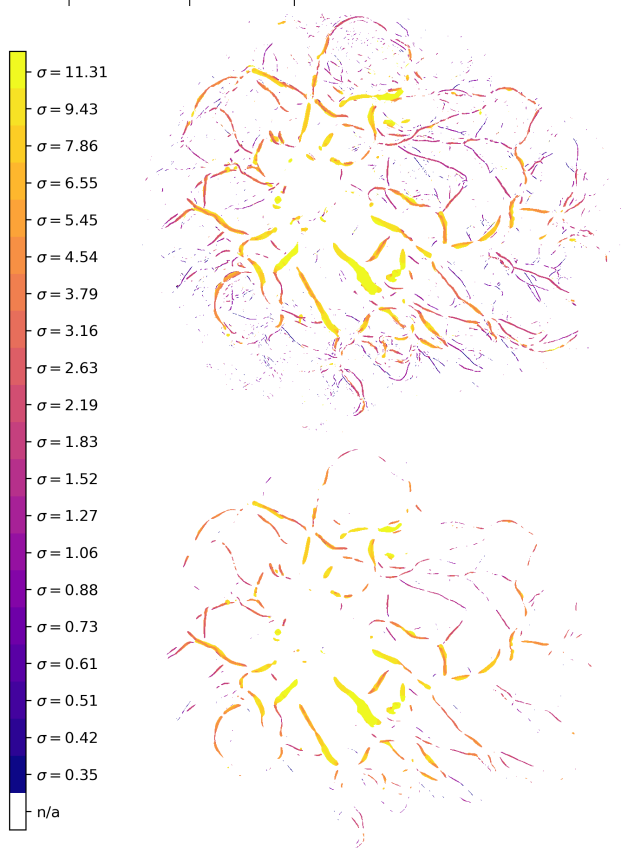 σ = 11.31
σ = 9.43
σ = 7.86
σ = 6.55
σ = 5.45
σ = 4.54
σ = 3.79
σ = 3.16
σ = 2.63
σ = 2.19
σ = 1.83
σ = 1.52
σ = 1.27
σ = 1.06
σ = 0.88
σ = 0.73
σ = 0.61
σ = 0.51
σ = 0.42
σ = 0.35
n/a